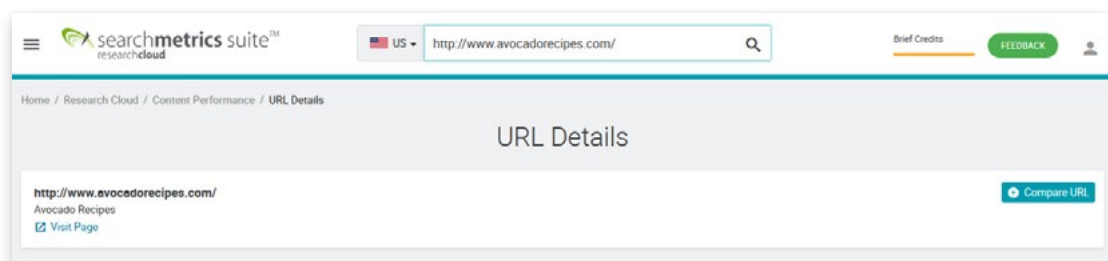 searchmetrics suite™
researchcloud
US
http://www.avocadorecipes.com/
Brief Credits
FEEDBACK
Home / Research Cloud / Content Performance / URL Details
URL Details
http://www.avocadorecipes.com/
Avocado Recipes
Visit Page
Compare URL